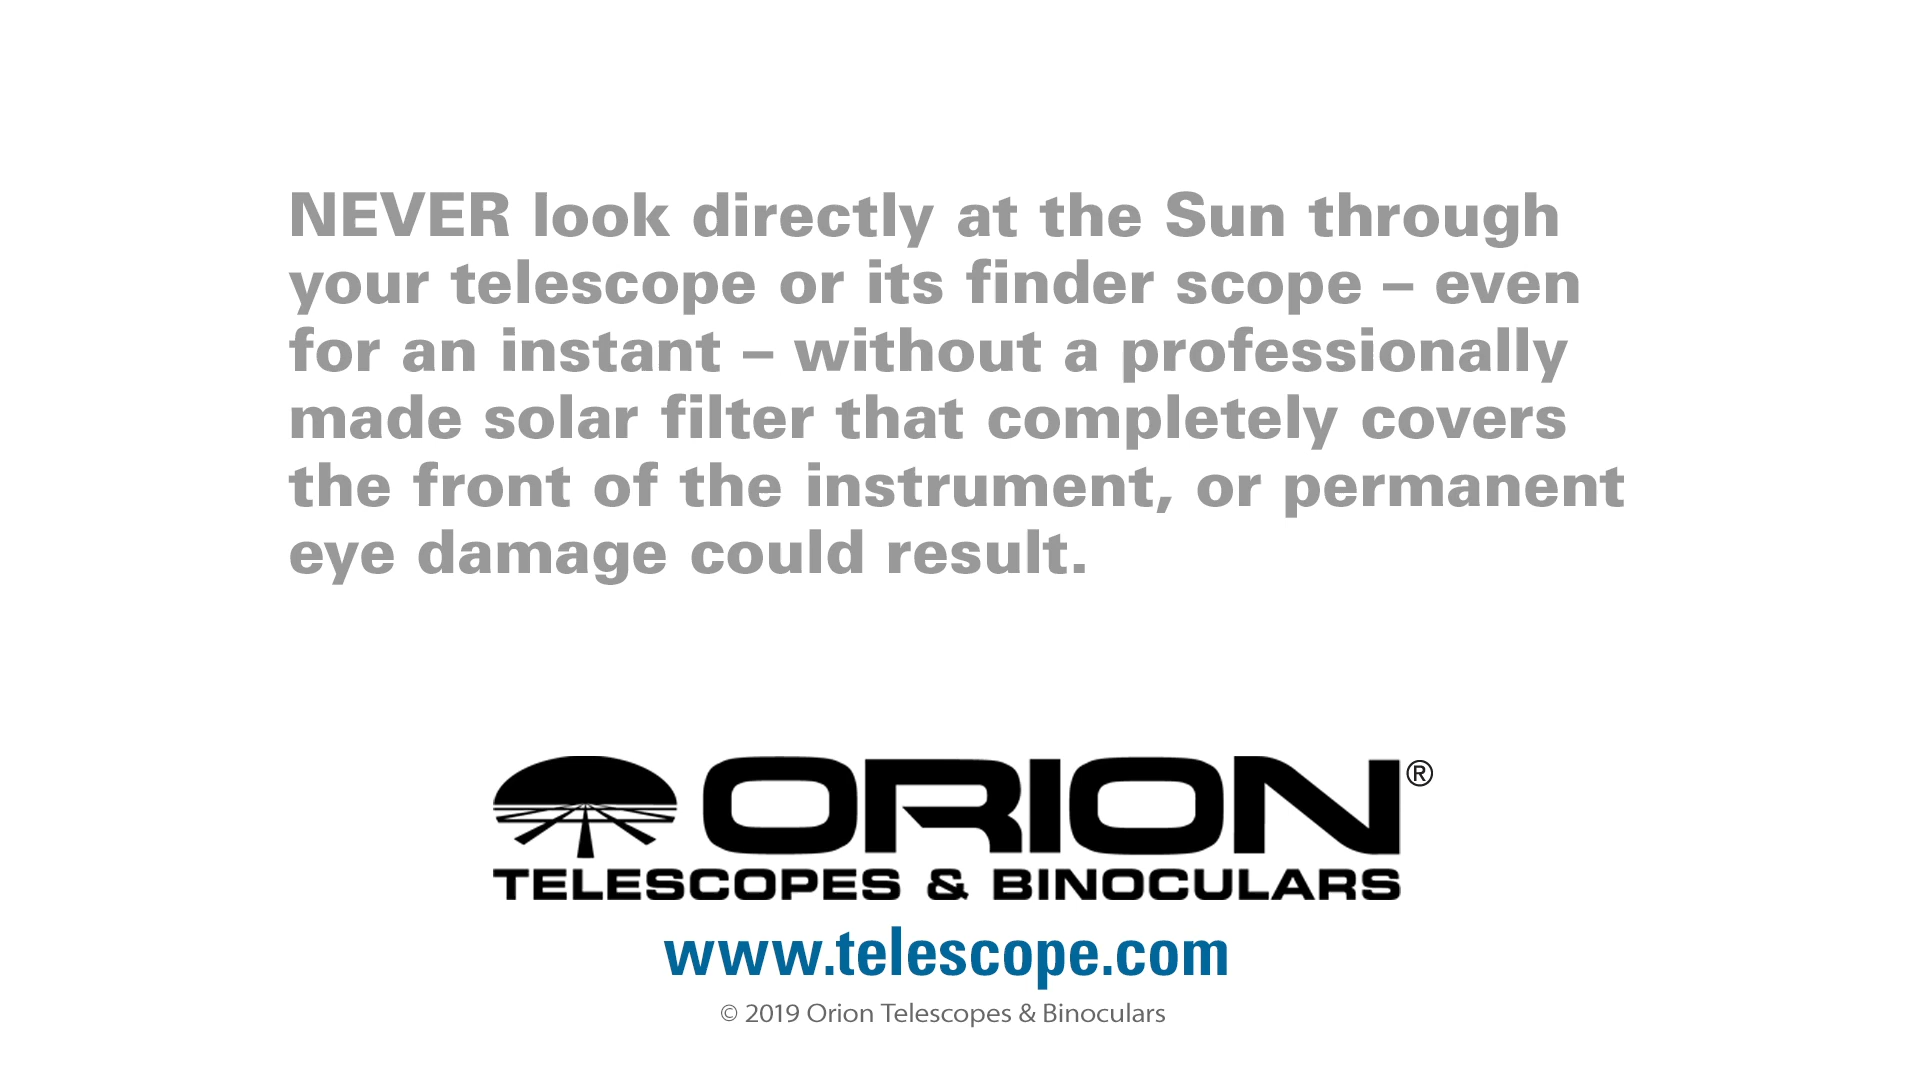 NEVER look directly at the Sun through
your telescope or its finder scope – even
for an instant – without a professionally
made solar filter that completely covers
the front of the instrument, or permanent
eye damage could result.
ORION®
TELESCOPES & BINOCULARS
www.telescope.com
© 2019 Orion Telescopes & Binoculars